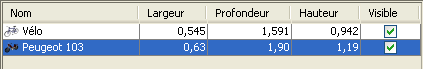 Nom Largeur Profondeur Hauteur Visible
Vélo 0,545 1,591 0,942
Peugeot 103 0,63 1,90 1,19